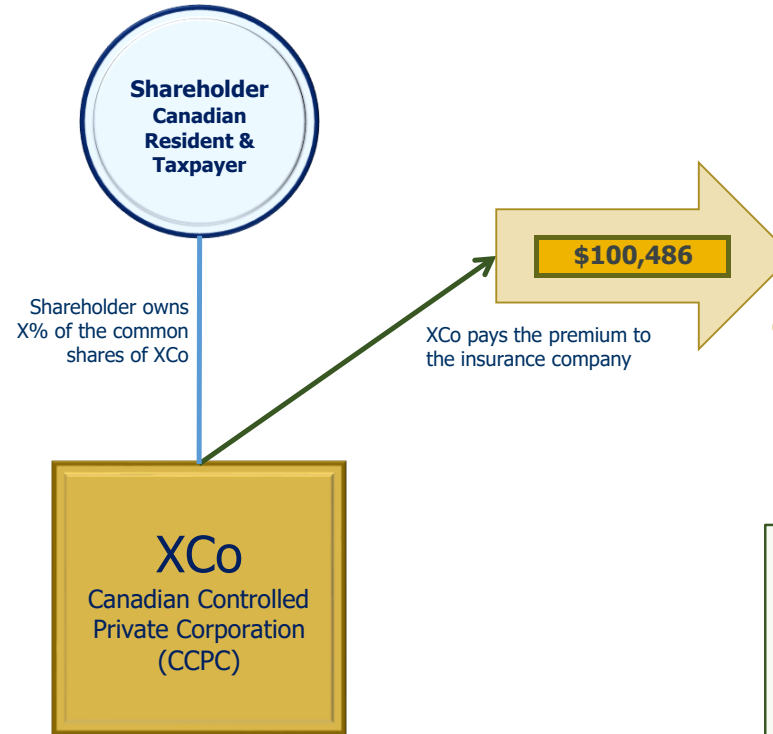 Shareholder
Canadian
Resident &
Taxpayer
$100,486
Shareholder owns
X% of the common
shares of XCo
XCo pays the premium to
the insurance company
XCo
Canadian Controlled
Private Corporation
(CCPC)